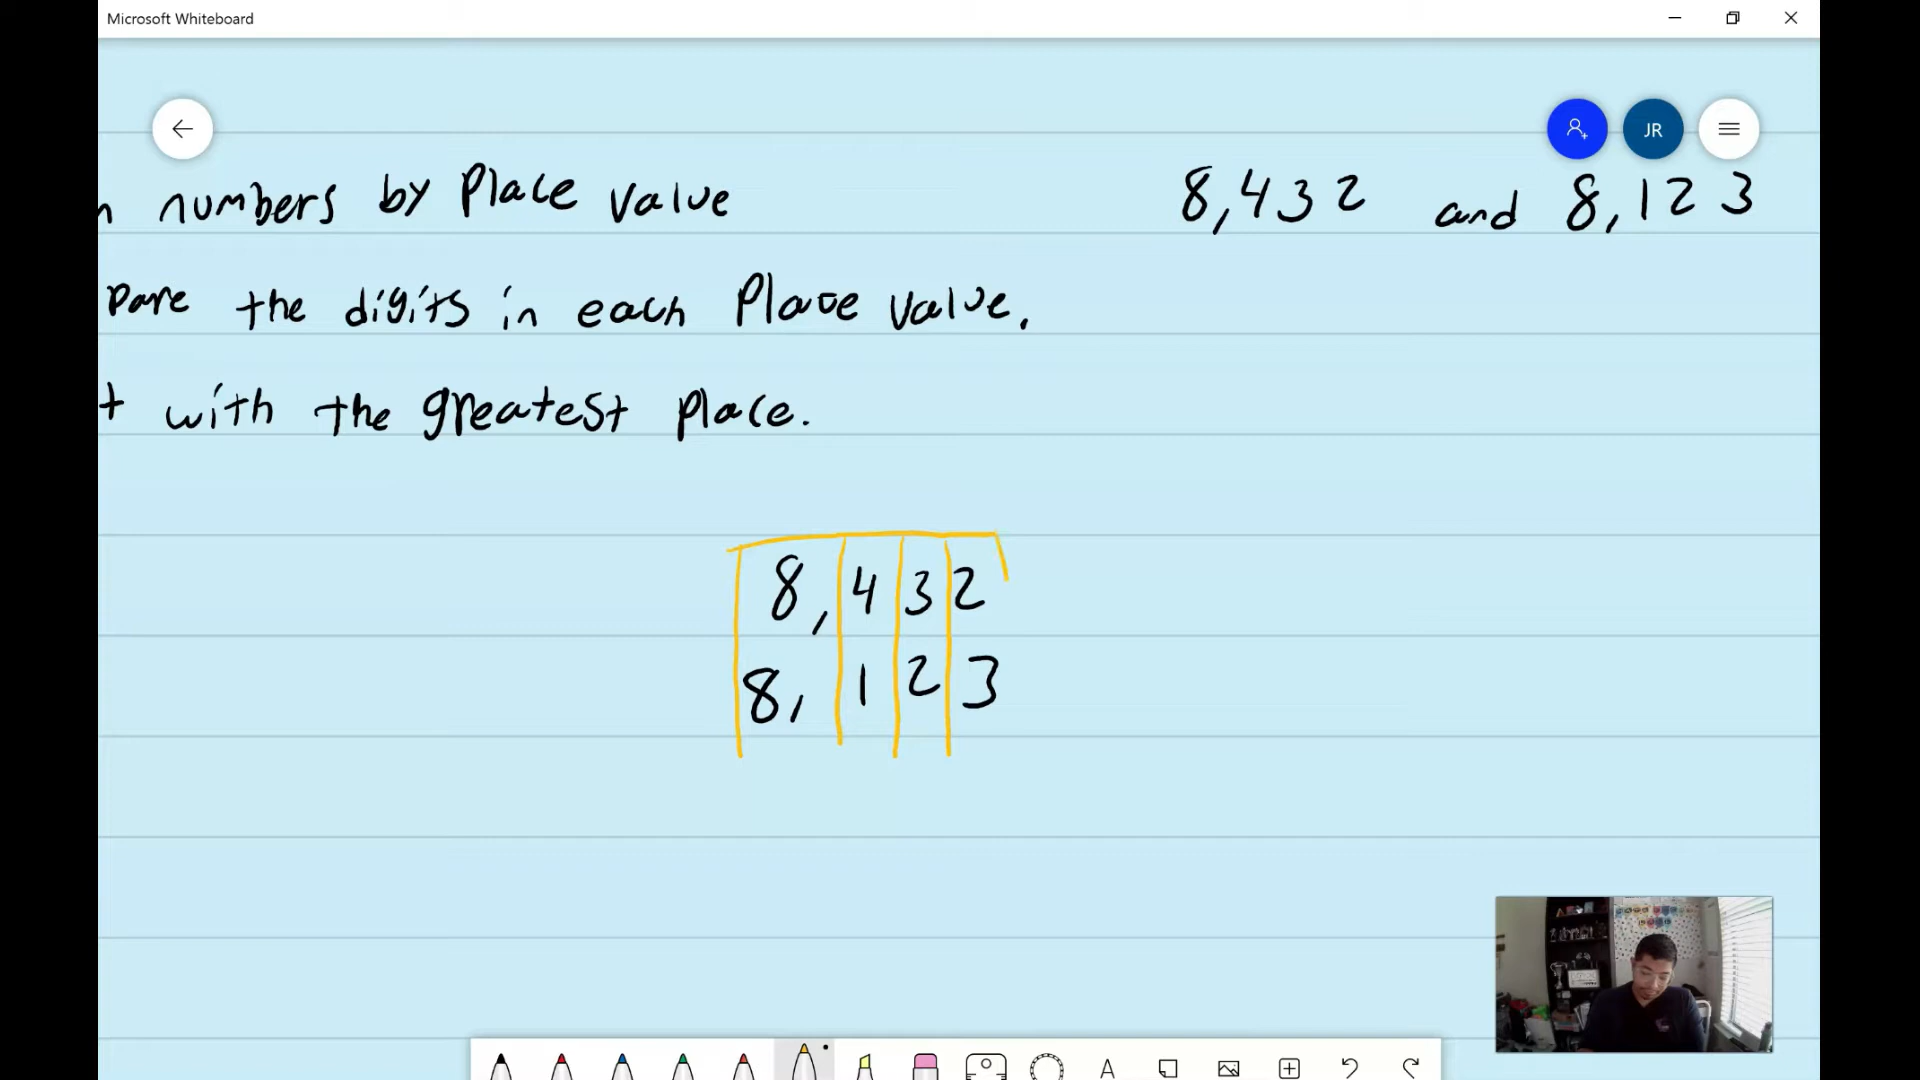 Microsoft Whiteboard
JR
n numbers by Place value
8,432 and 8,123
pare the digits in each Place value.
t with the greatest place.
8,432
8,123
A